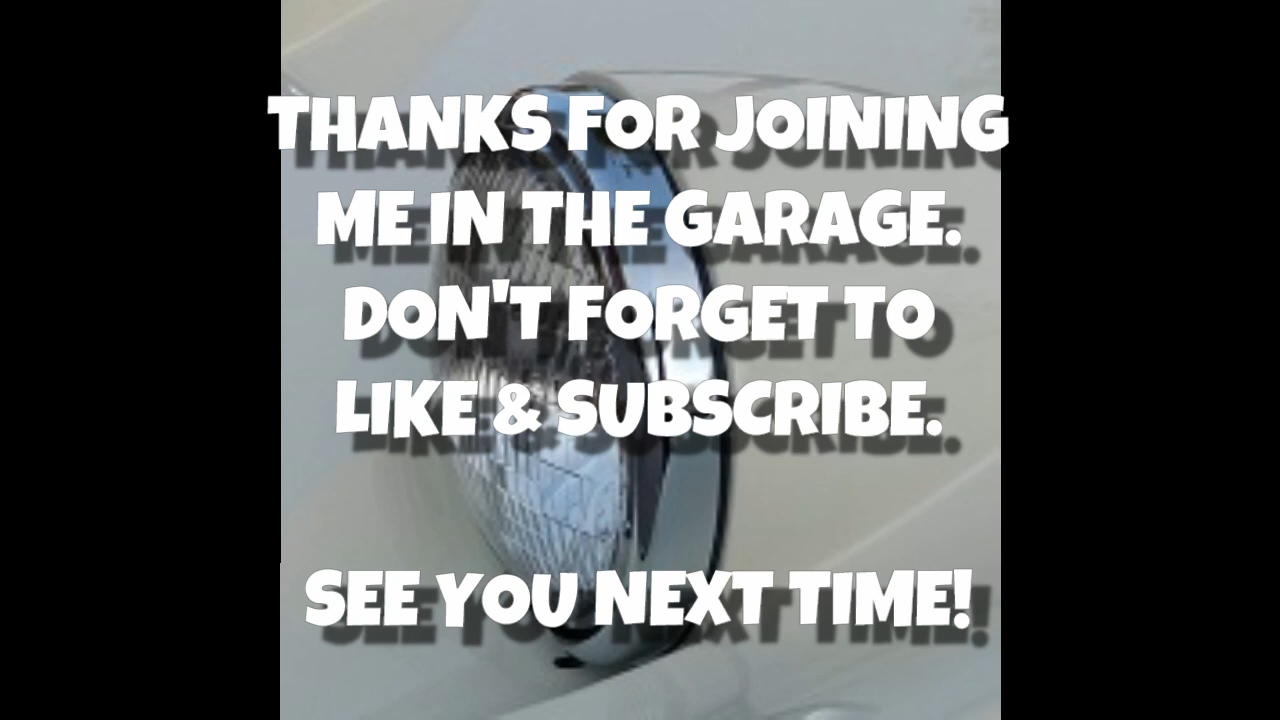 THANKS FOR JOINING
ME IN THE GARAGE.
DON'T FORGET TO
LIKE & SUBSCRIBE.
SEE YOU NEXT TIME!